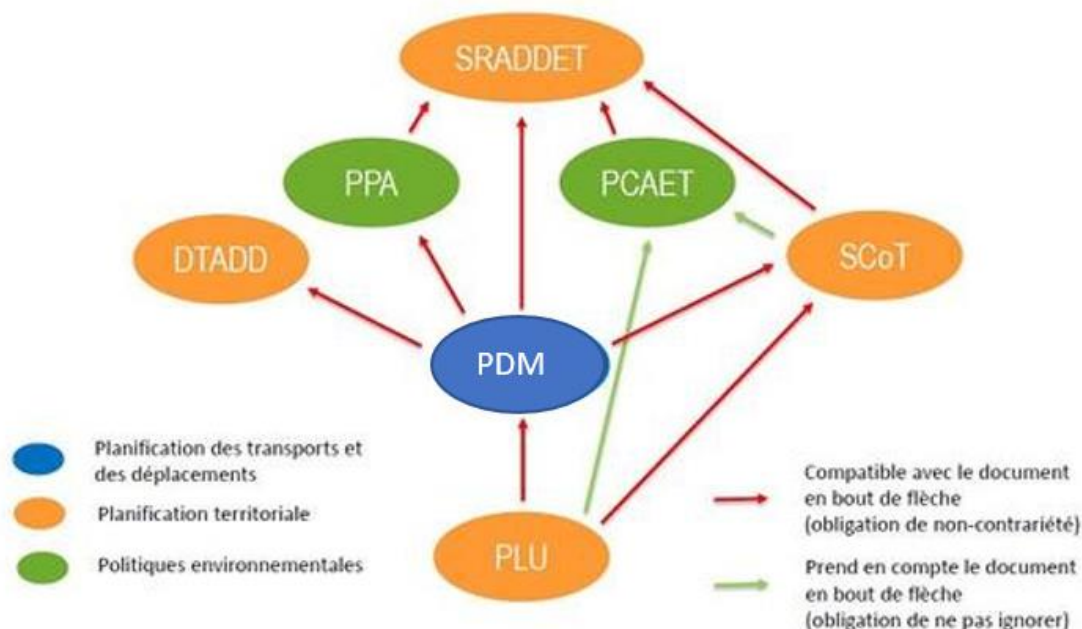 SRADDET
PPA
PCAET
DTADD
SCoT
PDM
PLU
Planification des transports et
des déplacements
Planification territoriale
Politiques environnementales
Compatible avec le document
en bout de flèche
(obligation de non-contrariété)
Prend en compte le document
en bout de flèche
(obligation de ne pas ignorer)